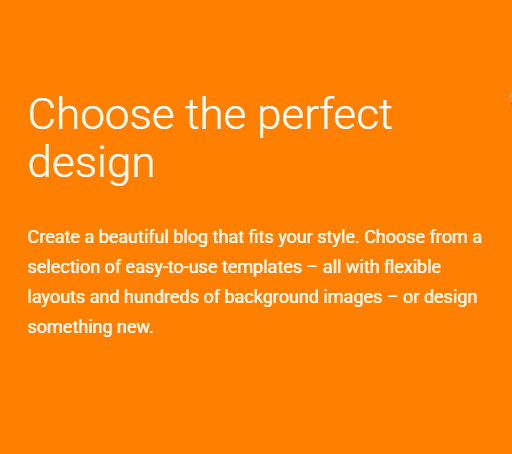 Choose the perfect
design
Create a beautiful blog that fits your style. Choose from a
selection of easy-to-use templates – all with flexible
layouts and hundreds of background images – or design
something new.